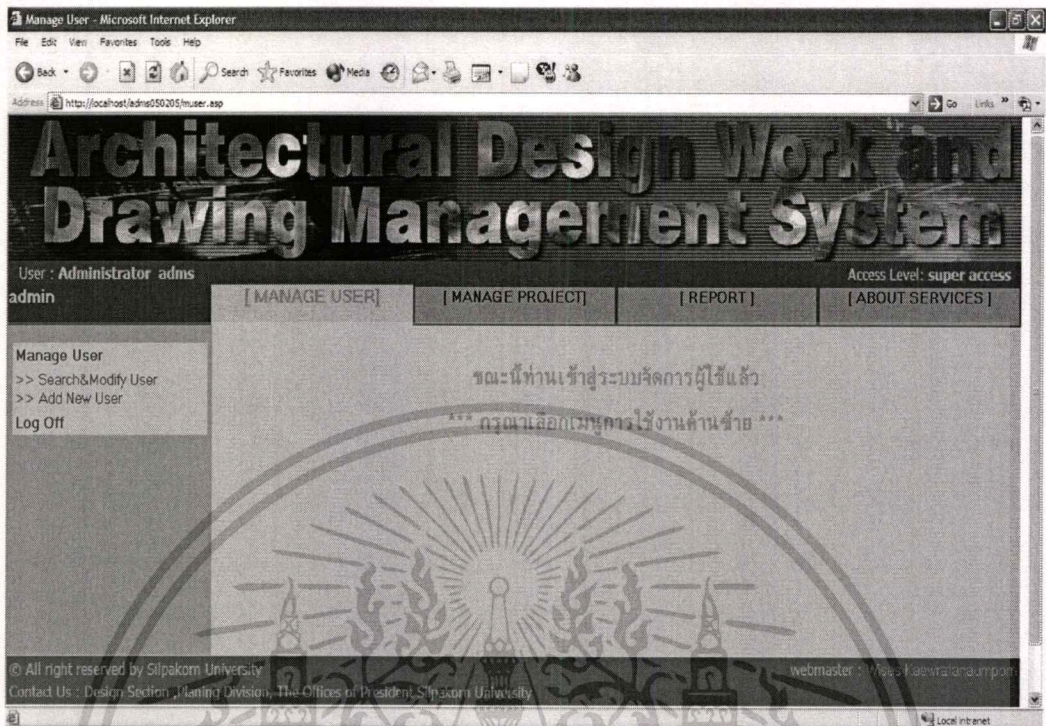 Manage User - Microsoft Internet Explorer
File Edit View Favorites Tools Help
Back Search Favorites Media
Address http://localhost/adms050205/muser.asp Go Links »
Architectural Design Work and
Drawing Management System
User : Administrator adms Access Level: super access
admin [ MANAGE USER] [ MANAGE PROJECT] [ REPORT ] [ ABOUT SERVICES ]
Manage User
>> Search&Modify User
>> Add New User
Log Off
ขณะนี้ท่านเข้าสู่ระบบจัดการผู้ใช้แล้ว
*** กรุณาเลือกเมนูการใช้งานด้านซ้าย ***
© All right reserved by Silpakorn University webmaster :
Contact Us : Design Section ,Planing Division, The Offices of President Silpakorn University
Local intranet